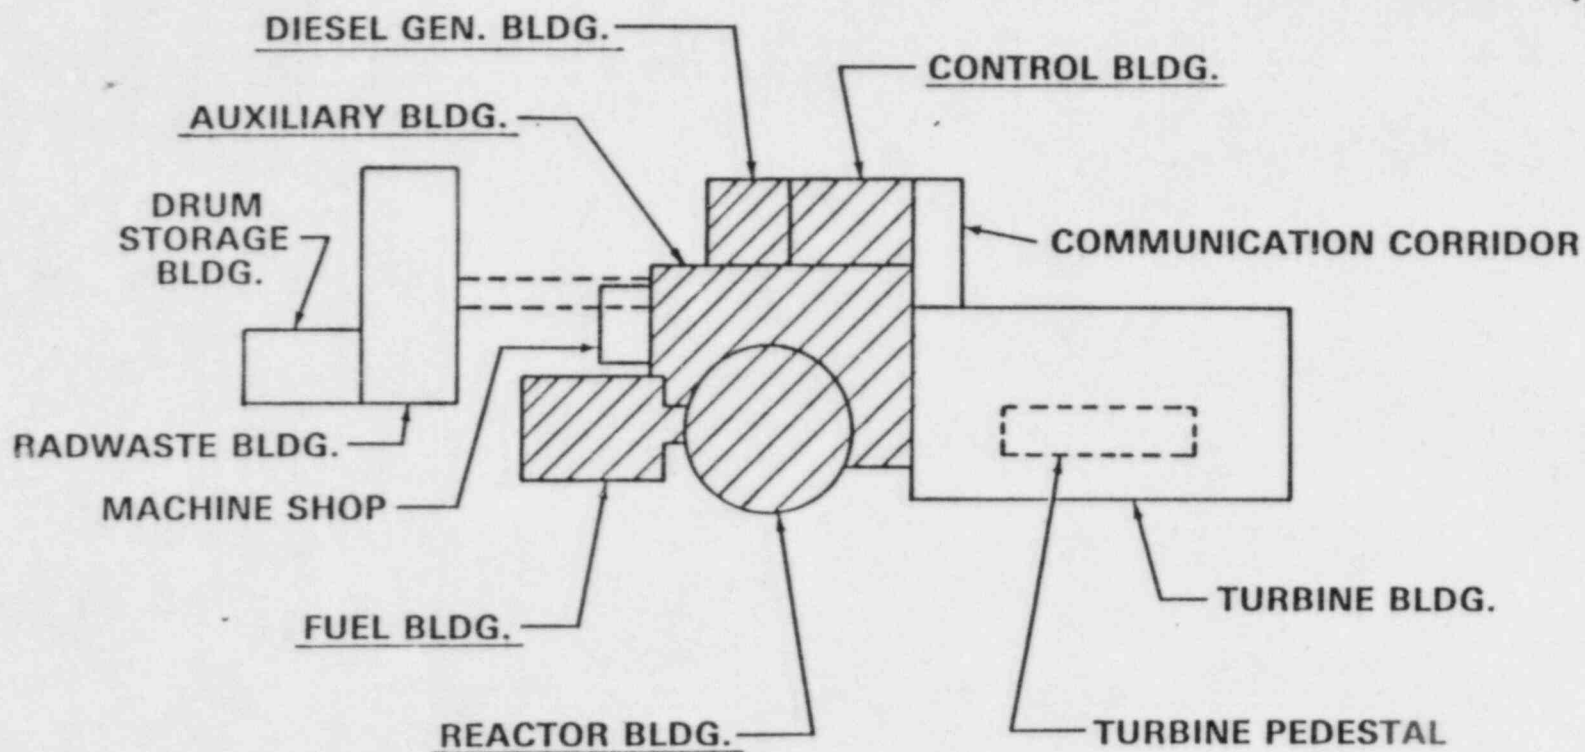 DIESEL GEN. BLDG.
CONTROL BLDG.
AUXILIARY BLDG.
DRUM
STORAGE
BLDG.
COMMUNICATION CORRIDOR
RADWASTE BLDG.
MACHINE SHOP
TURBINE BLDG.
FUEL BLDG.
REACTOR BLDG.
TURBINE PEDESTAL